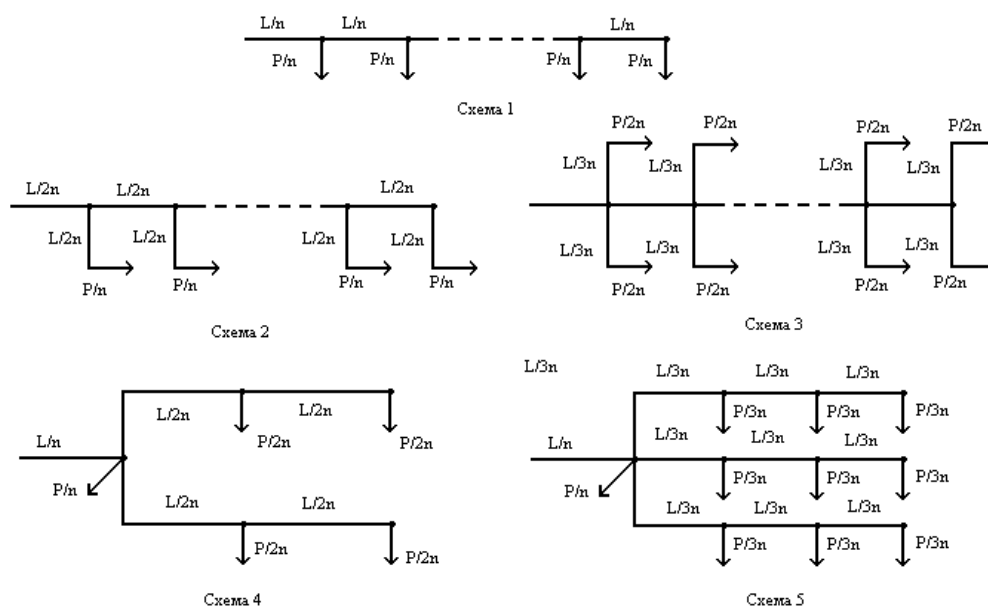 L/n L/n L/n
P/n P/n P/n P/n
Схема 1
P/2n P/2n P/2n P/2n
L/3n L/3n L/3n L/3n
L/2n L/2n L/2n
L/2n L/2n L/2n L/2n
L/3n L/3n L/3n L/3n
P/n P/n P/n P/n
P/2n P/2n P/2n P/2n
Схема 2
Схема 3
L/3n
L/2n L/2n
P/2n P/2n
L/n
P/n
L/2n L/2n
P/2n P/2n
Схема 4
L/3n L/3n L/3n
P/3n P/3n P/3n
L/n
L/3n L/3n L/3n
P/n
P/3n P/3n P/3n
L/3n L/3n L/3n
P/3n P/3n P/3n
Схема 5